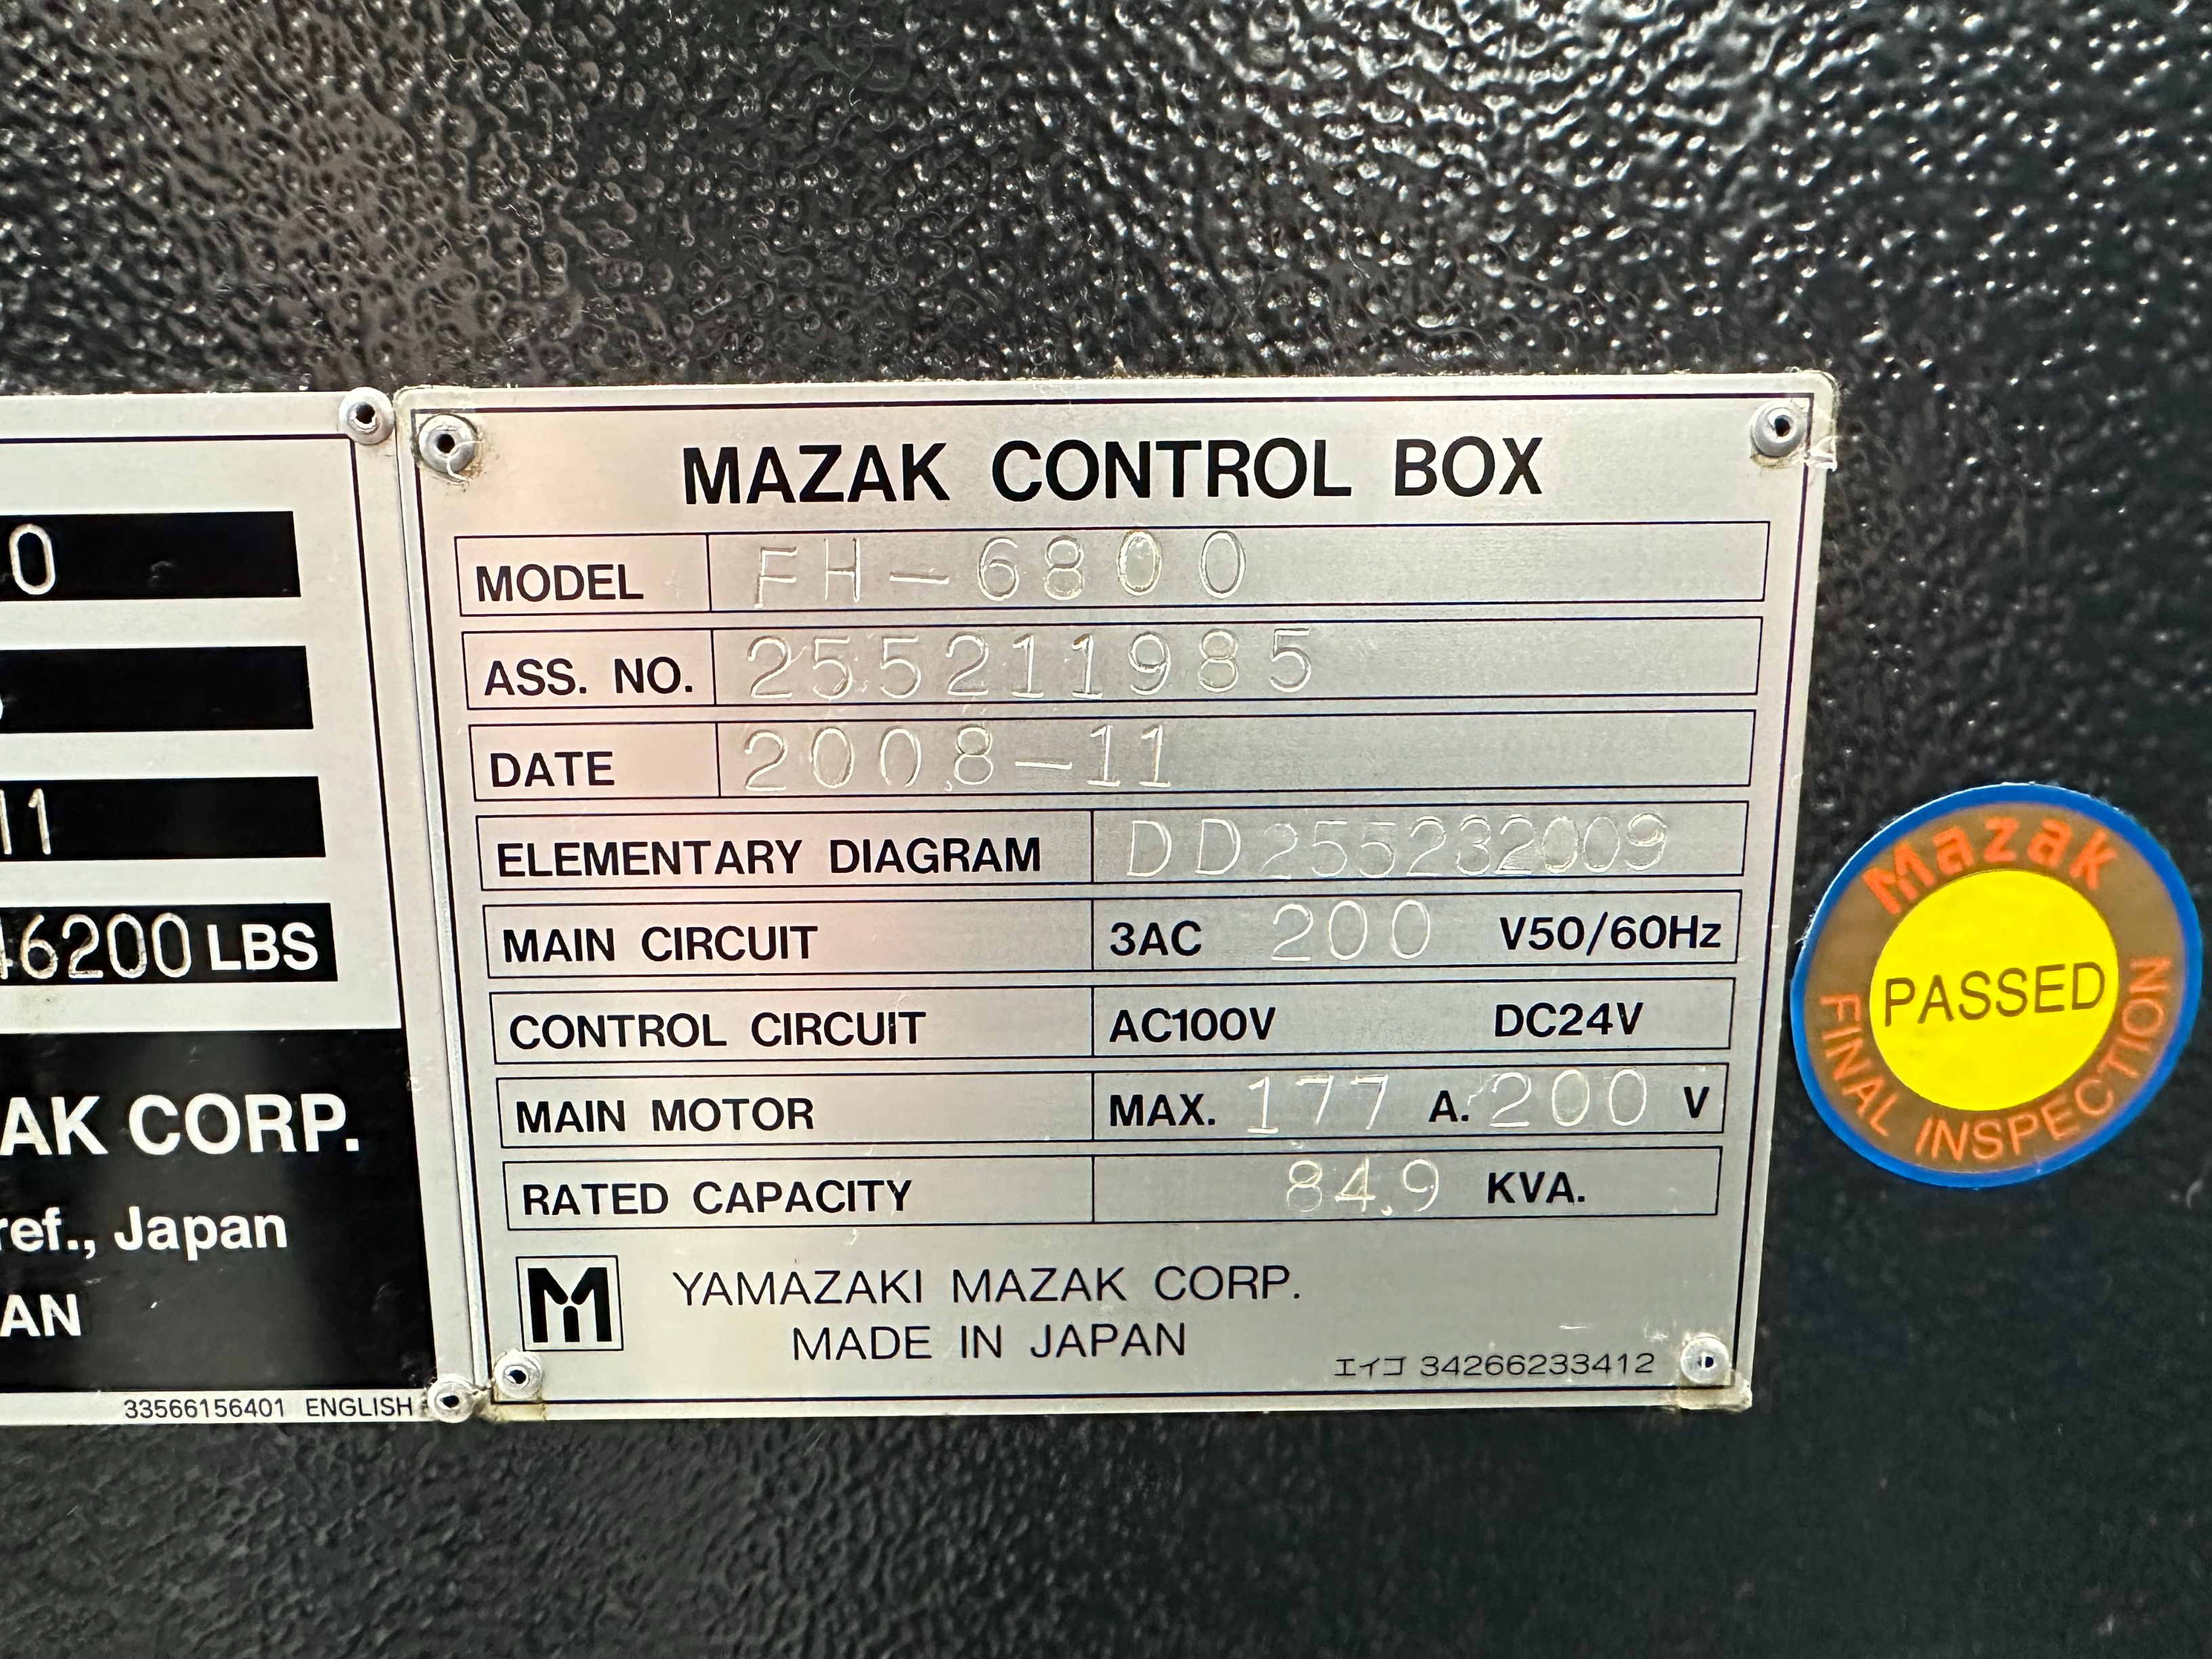 0
11
46200 LBS
AK CORP.
ref., Japan
AN
33566156401 ENGLISH
MAZAK CONTROL BOX
MODEL FH-6800
ASS. NO. 255211985
DATE 2008-11
ELEMENTARY DIAGRAM DD255232009
MAIN CIRCUIT 3AC 200 V50/60Hz
CONTROL CIRCUIT AC100V DC24V
MAIN MOTOR MAX. 177 A. 200 V
RATED CAPACITY 84.9 KVA.
YAMAZAKI MAZAK CORP.
MADE IN JAPAN
エイコ 34266233412
Mazak
PASSED
FINAL INSPECTION